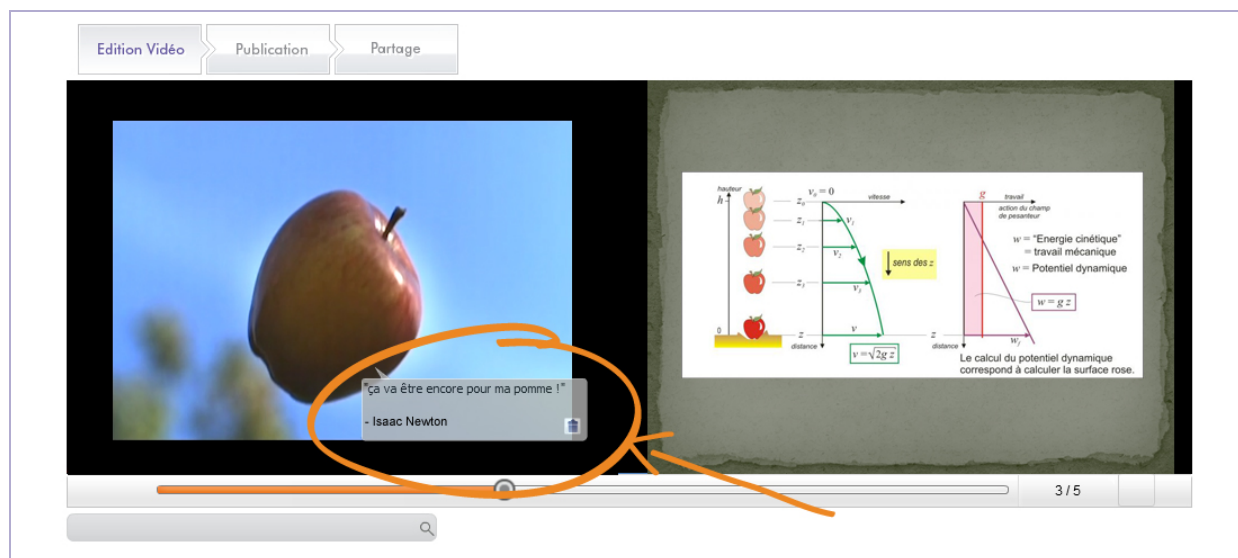 Edition Vidéo
Publication
Partage
"ça va être encore pour ma pomme !"
- Isaac Newton
hauteur
h
0
z₀
z₁
z₂
z₃
z
distance
v₀ = 0
vitesse
v₁
v₂
v₃
v
v = √2g z
sens des z
z
distance
g
travail
action du champ
de pesanteur
w = "Energie cinétique"
= travail mécanique
w = Potentiel dynamique
w = g z
Le calcul du potentiel dynamique
correspond à calculer la surface rose.
3 / 5